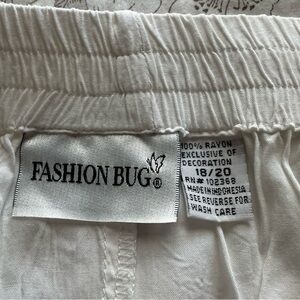 FASHION BUG®
100% RAYON
EXCLUSIVE OF
DECORATION
18/20
RN# 102368
MADE IN INDONESIA
SEE REVERSE FOR
WASH CARE